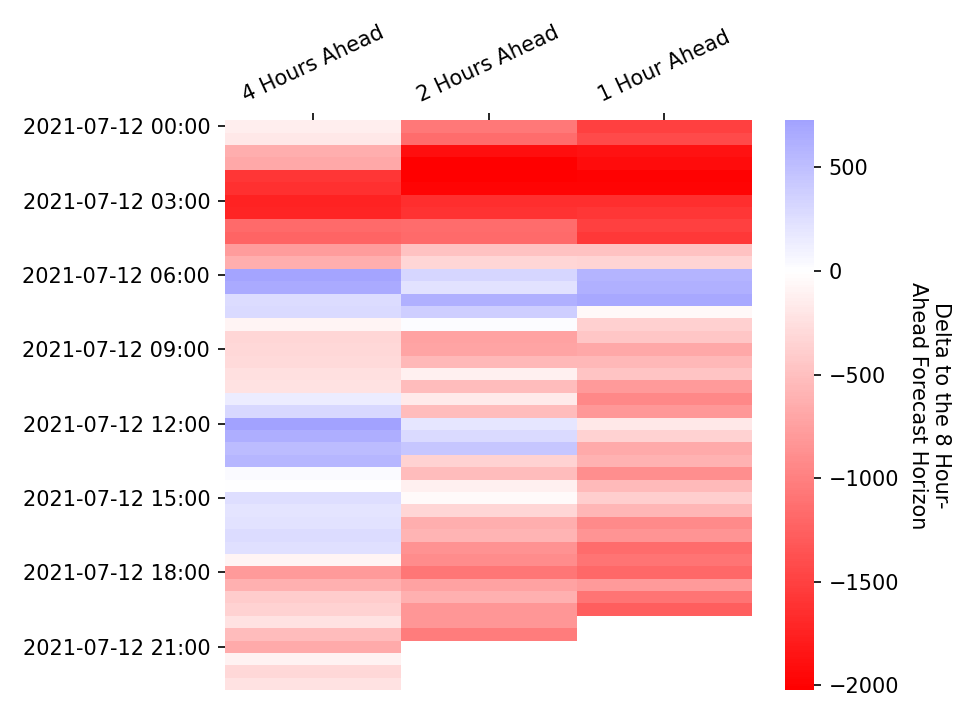 4 Hours Ahead
2 Hours Ahead
1 Hour Ahead
2021-07-12 00:00
2021-07-12 03:00
2021-07-12 06:00
2021-07-12 09:00
2021-07-12 12:00
2021-07-12 15:00
2021-07-12 18:00
2021-07-12 21:00
500
0
−500
−1000
−1500
−2000
Delta to the 8 Hour-
Ahead Forecast Horizon